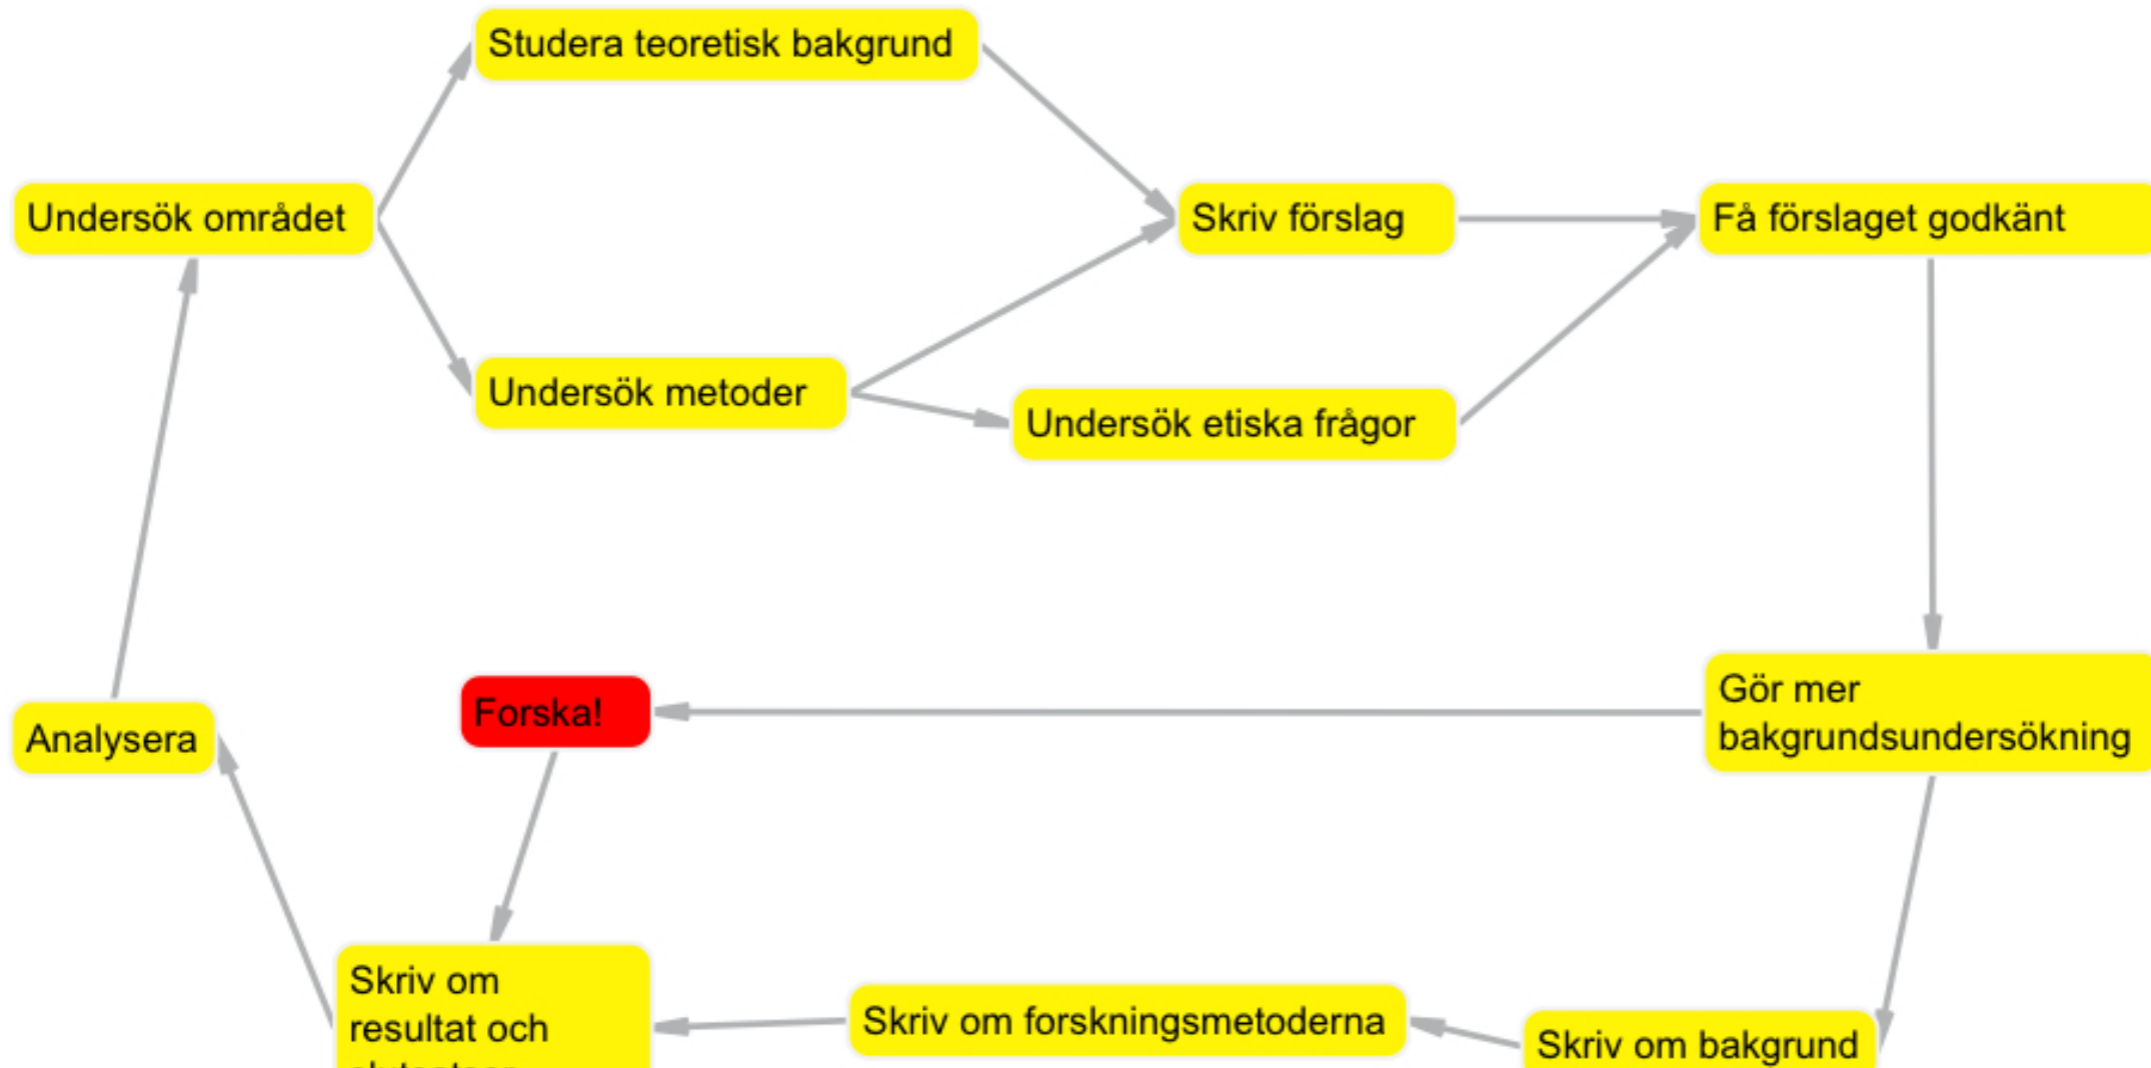 Studera teoretisk bakgrund
Undersök området
Skriv förslag
Få förslaget godkänt
Undersök metoder
Undersök etiska frågor
Forska!
Gör mer
bakgrundsundersökning
Analysera
Skriv om
resultat och
Skriv om forskningsmetoderna
Skriv om bakgrund